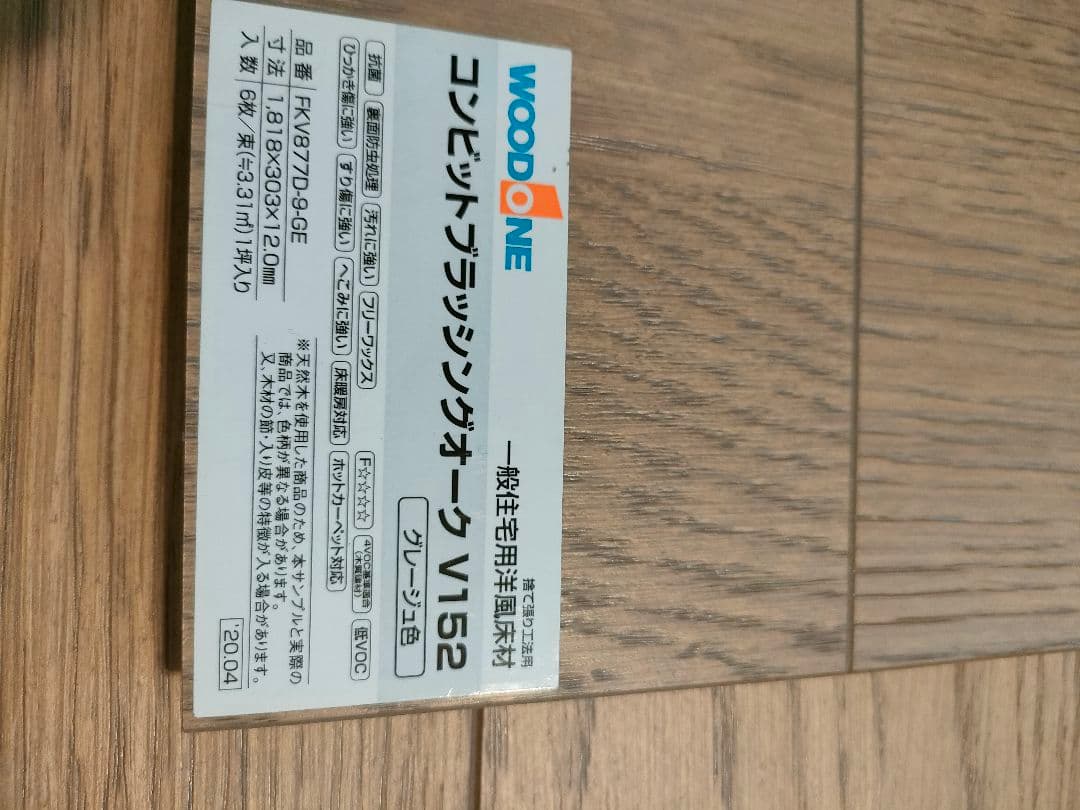 WOODONE
捨て張り工法用
一般住宅用洋風床材
コンビットブラッシングオーク V152
グレージュ色
抗菌 裏面防虫処理 汚れに強い フリーワックス F☆☆☆☆ 4VOC基準適合(木質建材) 低VOC
ひっかき傷に強い すり傷に強い へこみに強い 床暖房対応 ホットカーペット対応
品番 FKV877D-9-GE
寸法 1,818×303×12.0mm
入数 6枚/束(≒3.31㎡)1坪入り
※天然木を使用した商品のため、本サンプルと実際の
商品では、色柄が異なる場合があります。
又、木材の節・入り皮等の特徴が入る場合があります。
'20.04